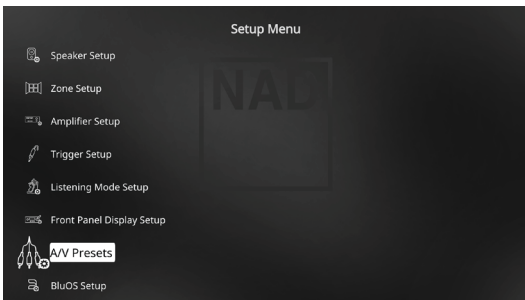 Setup Menu
NAD
Speaker Setup
Zone Setup
Amplifier Setup
Trigger Setup
Listening Mode Setup
Front Panel Display Setup
A/V Presets
BluOS Setup